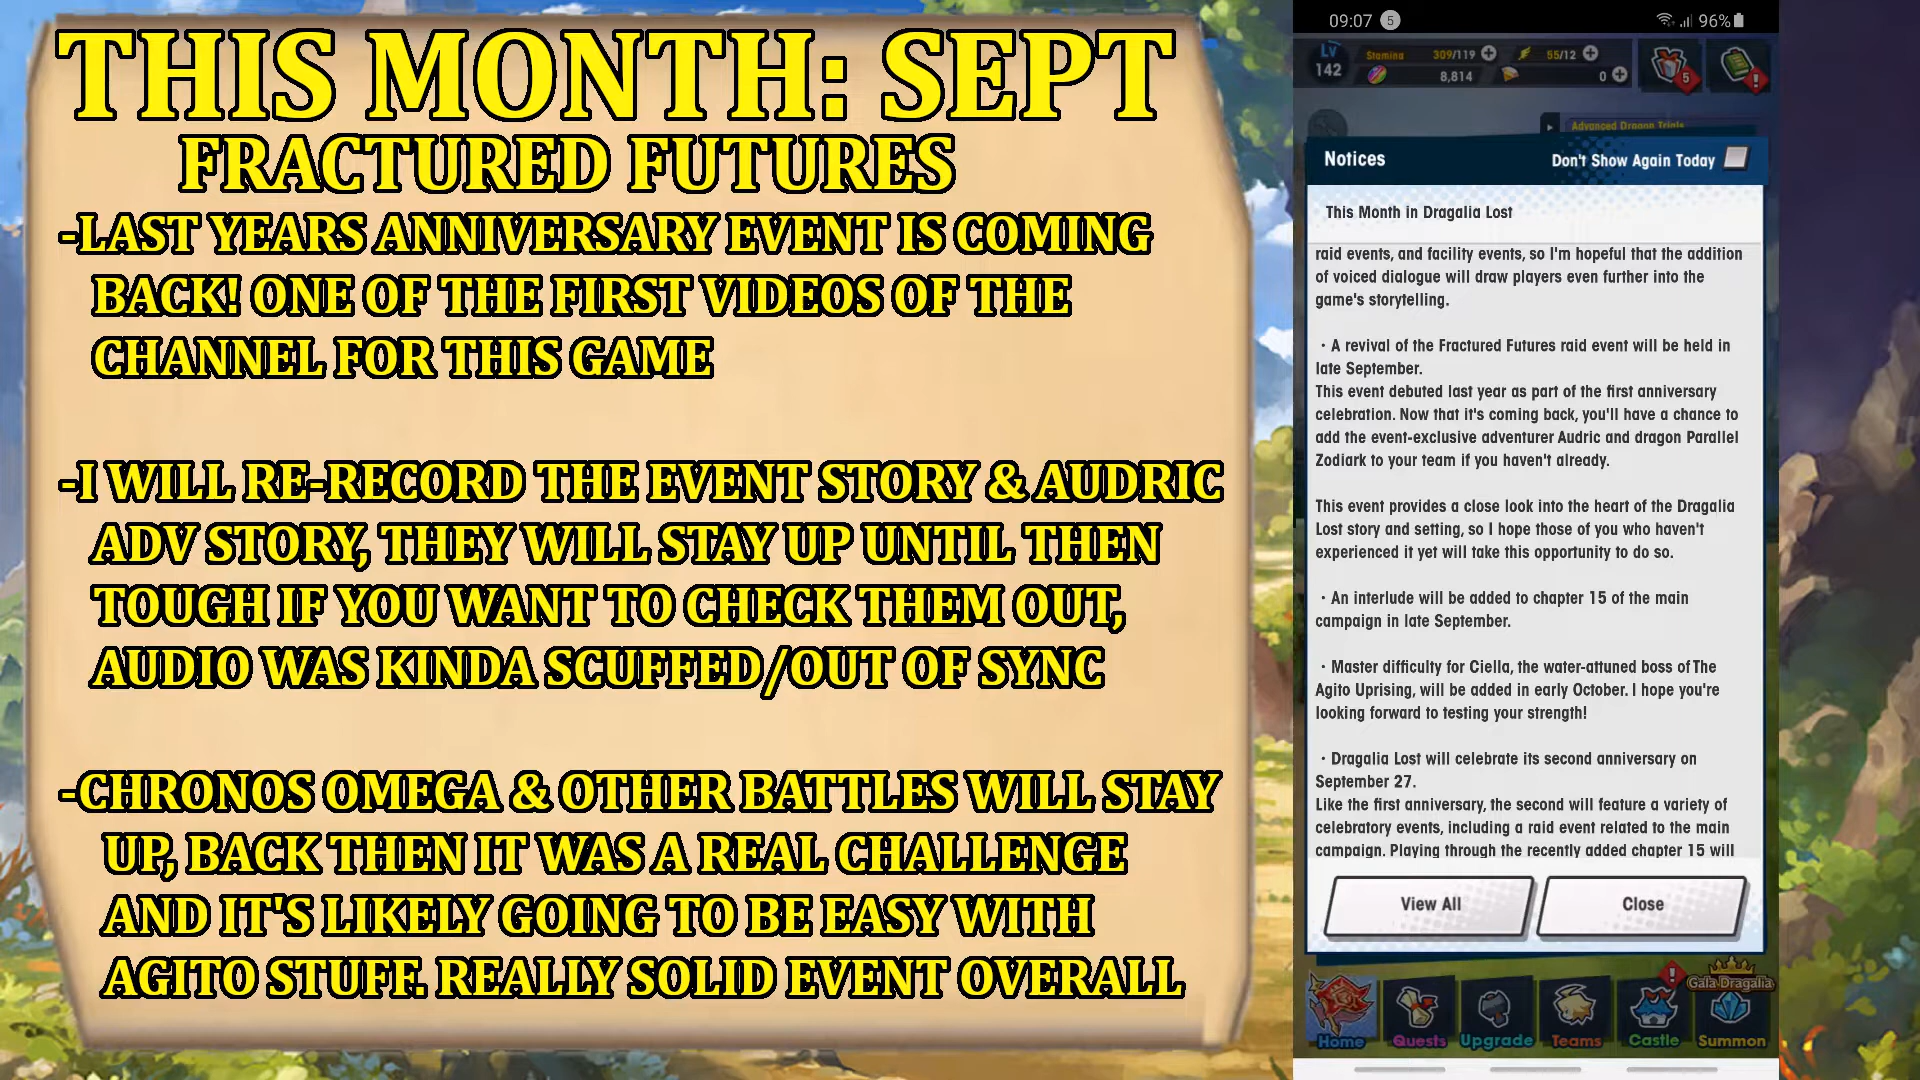 THIS MONTH: SEPT
FRACTURED FUTURES
-LAST YEARS ANNIVERSARY EVENT IS COMING
BACK! ONE OF THE FIRST VIDEOS OF THE
CHANNEL FOR THIS GAME
-I WILL RE-RECORD THE EVENT STORY & AUDRIC
ADV STORY, THEY WILL STAY UP UNTIL THEN
TOUGH IF YOU WANT TO CHECK THEM OUT,
AUDIO WAS KINDA SCUFFED/OUT OF SYNC
-CHRONOS OMEGA & OTHER BATTLES WILL STAY
UP, BACK THEN IT WAS A REAL CHALLENGE
AND IT'S LIKELY GOING TO BE EASY WITH
AGITO STUFF. REALLY SOLID EVENT OVERALL
09:07 5 96%
Lv Stamina 309/119 55/12
142 8,814 0 5
Advanced Dragon Trials
Notices Don't Show Again Today
This Month in Dragalia Lost
raid events, and facility events, so I'm hopeful that the addition
of voiced dialogue will draw players even further into the
game's storytelling.
・A revival of the Fractured Futures raid event will be held in
late September.
This event debuted last year as part of the first anniversary
celebration. Now that it's coming back, you'll have a chance to
add the event-exclusive adventurer Audric and dragon Parallel
Zodiark to your team if you haven't already.
This event provides a close look into the heart of the Dragalia
Lost story and setting, so I hope those of you who haven't
experienced it yet will take this opportunity to do so.
・An interlude will be added to chapter 15 of the main
campaign in late September.
・Master difficulty for Ciella, the water-attuned boss of The
Agito Uprising, will be added in early October. I hope you're
looking forward to testing your strength!
・Dragalia Lost will celebrate its second anniversary on
September 27.
Like the first anniversary, the second will feature a variety of
celebratory events, including a raid event related to the main
campaign. Playing through the recently added chapter 15 will
View All Close
Gala Dragalia
Home Quests Upgrade Teams Castle Summon